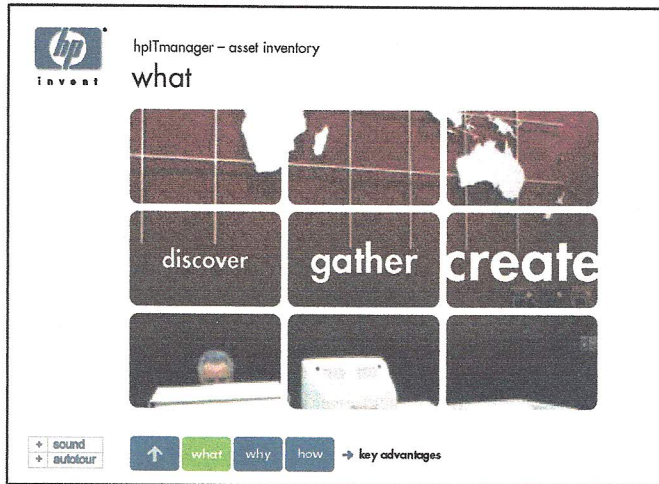 hp
invent
hpITmanager – asset inventory
what
discover gather create
+ sound
+ autotour
what why how → key advantages